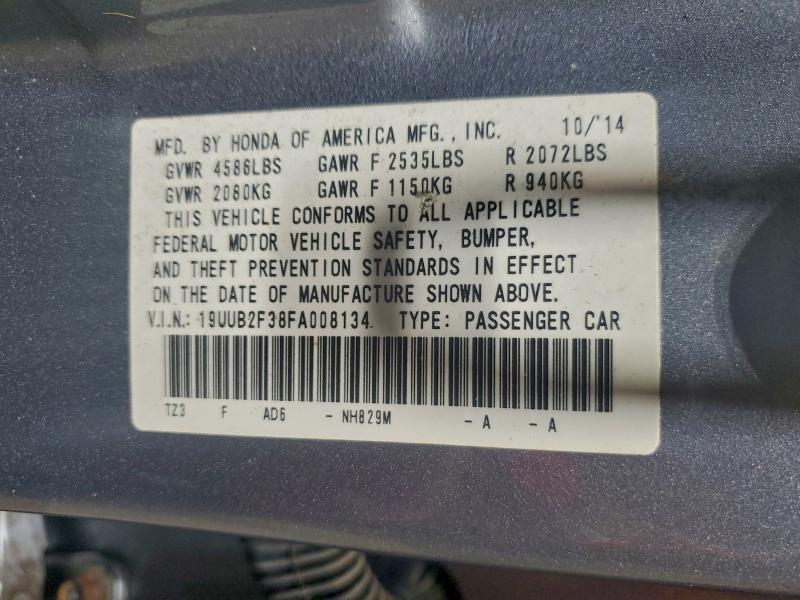 MFD. BY HONDA OF AMERICA MFG., INC. 10/'14
GVWR 4586LBS GAWR F 2535LBS R 2072LBS
GVWR 2080KG GAWR F 1150KG R 940KG
THIS VEHICLE CONFORMS TO ALL APPLICABLE
FEDERAL MOTOR VEHICLE SAFETY, BUMPER,
AND THEFT PREVENTION STANDARDS IN EFFECT
ON THE DATE OF MANUFACTURE SHOWN ABOVE.
V.I.N.: 19UUB2F38FA008134 TYPE: PASSENGER CAR
TZ3 F AD6 - NH829M - A - A